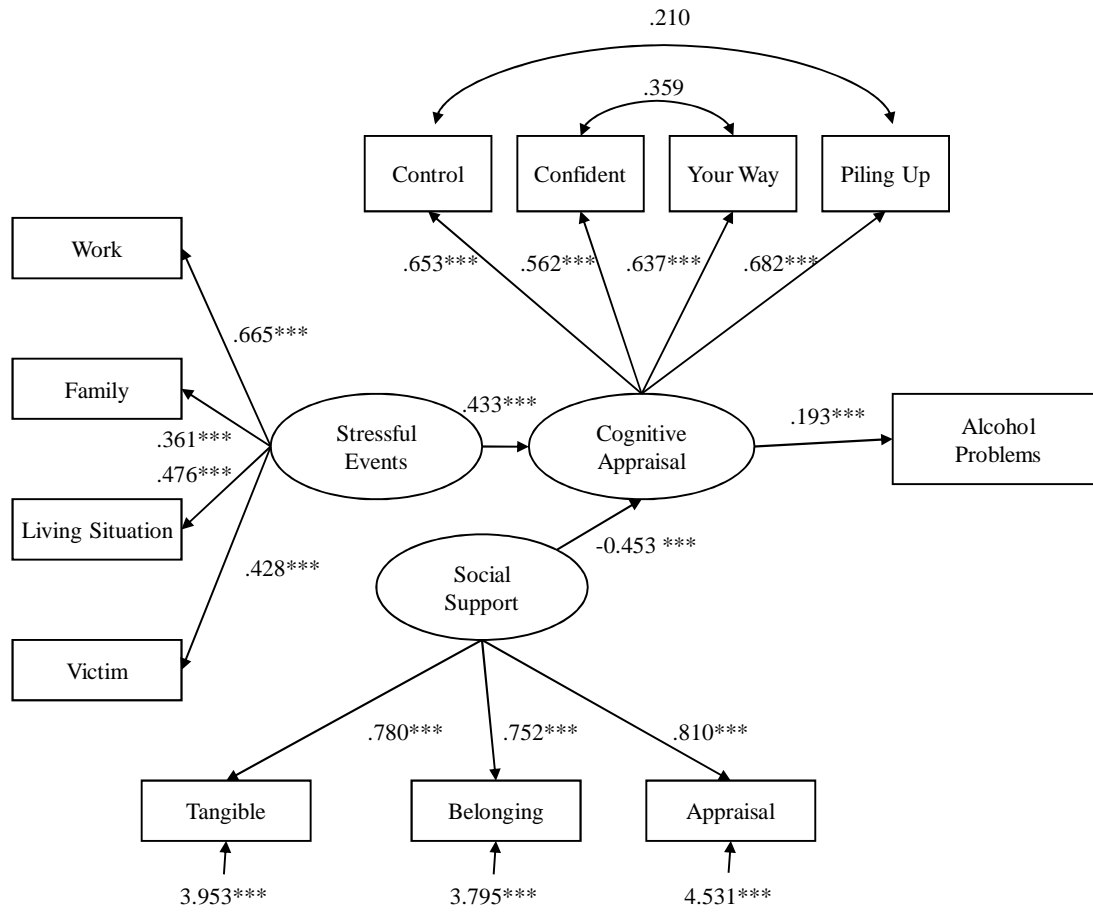 .210
.359
Control
Confident
Your Way
Piling Up
Work
.653***
.562***
.637***
.682***
.665***
Family
.361***
.476***
Stressful
Events
.433***
Cognitive
Appraisal
.193***
Alcohol
Problems
Living Situation
.428***
-0.453 ***
Social
Support
Victim
.780***
.752***
.810***
Tangible
Belonging
Appraisal
3.953***
3.795***
4.531***